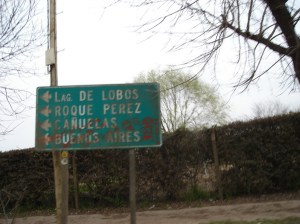 LAG. DE LOBOS
ROQUE PEREZ
CAÑUELAS
BUENOS AIRES